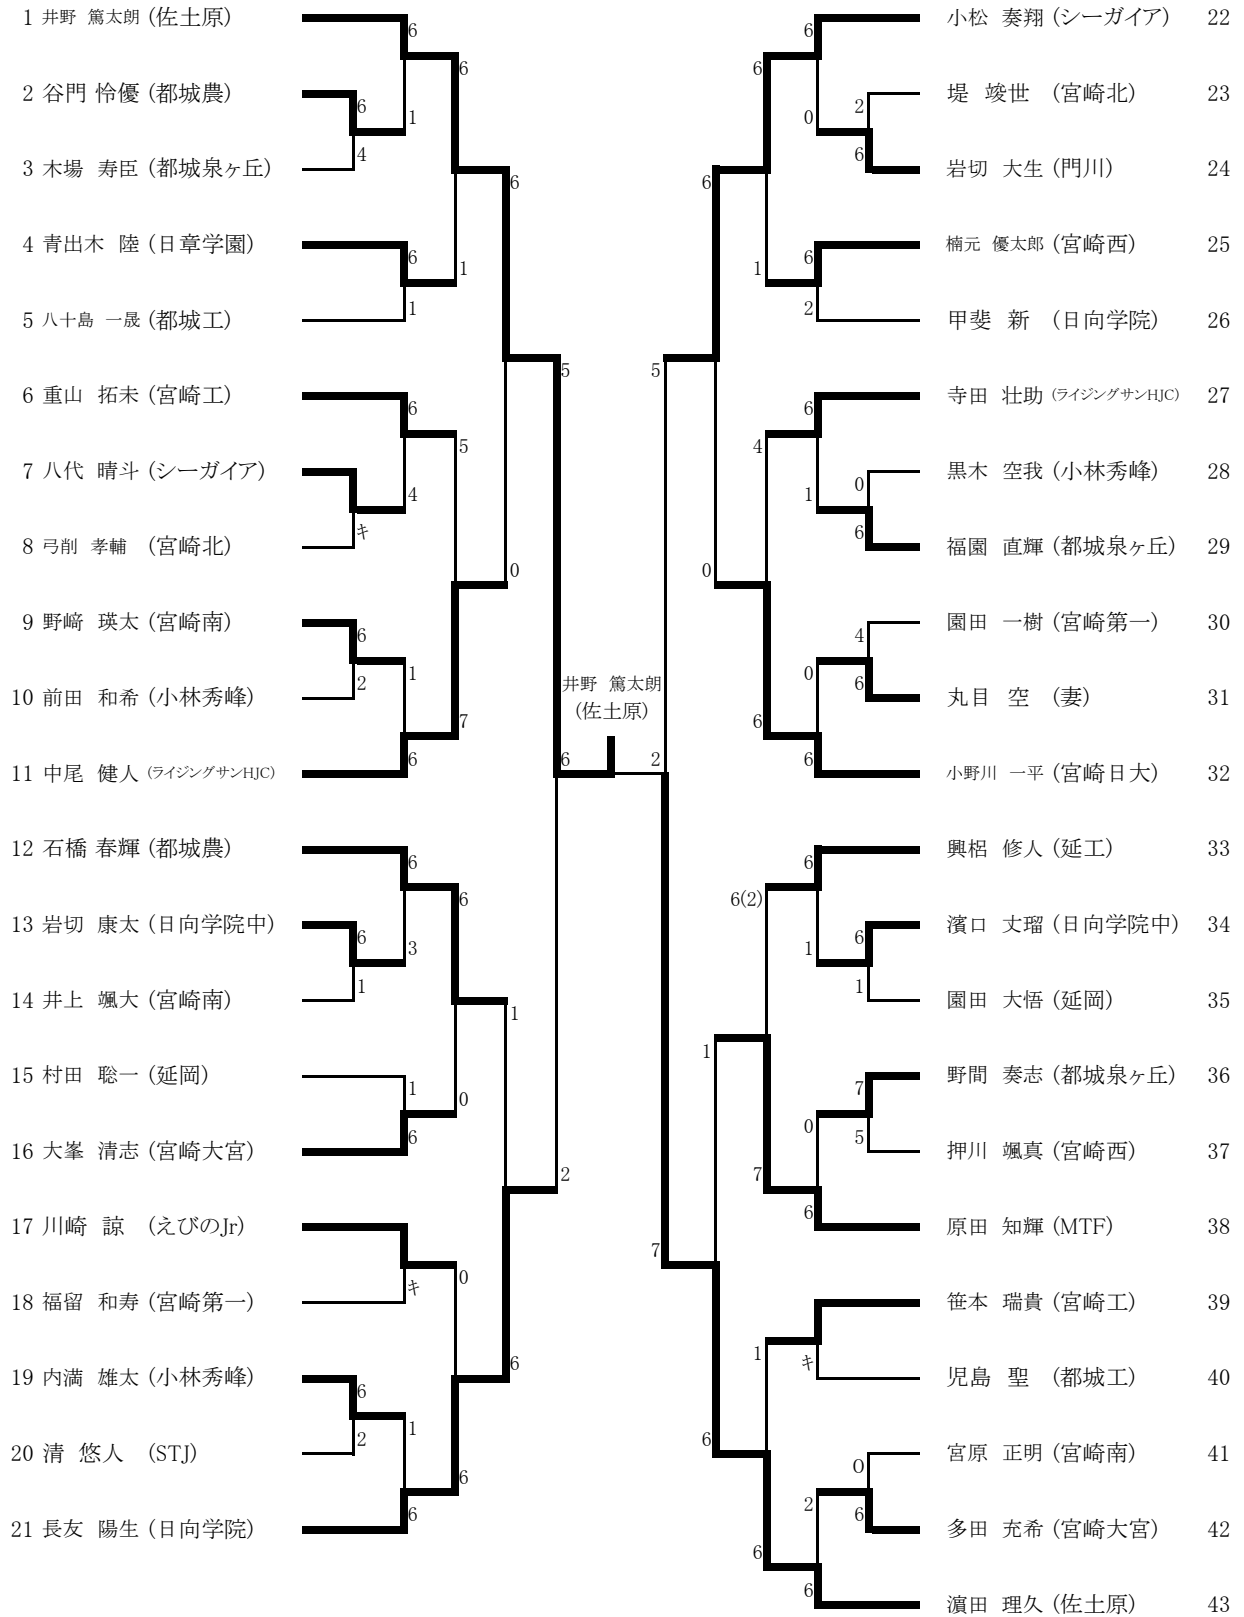 1 井野 篤太朗 (佐土原)
2 谷門 怜優 (都城農)
3 木場 寿臣 (都城泉ヶ丘)
4 青出木 陸 (日章学園)
5 八十島 一晟 (都城工)
6 重山 拓未 (宮崎工)
7 八代 晴斗 (シーガイア)
8 弓削 孝輔 (宮崎北)
9 野﨑 瑛太 (宮崎南)
10 前田 和希 (小林秀峰)
11 中尾 健人 (ライジングサンHJC)
12 石橋 春輝 (都城農)
13 岩切 康太 (日向学院中)
14 井上 颯大 (宮崎南)
15 村田 聡一 (延岡)
16 大峯 清志 (宮崎大宮)
17 川崎 諒 (えびのJr)
18 福留 和寿 (宮崎第一)
19 内満 雄太 (小林秀峰)
20 清 悠人 (STJ)
21 長友 陽生 (日向学院)
6
6
4
1
6
1
6
1
6
6
キ
4
5
6
2
1
6
7
0
5
6
6
1
3
6
1
6
0
1
キ
0
6
2
1
6
6
6
2
6
井野 篤太朗
(佐土原)
2
小松 奏翔 (シーガイア) 22
堤 竣世 (宮崎北) 23
岩切 大生 (門川) 24
楠元 優太郎 (宮崎西) 25
甲斐 新 (日向学院) 26
寺田 壮助 (ライジングサンHJC) 27
黒木 空我 (小林秀峰) 28
福園 直輝 (都城泉ヶ丘) 29
園田 一樹 (宮崎第一) 30
丸目 空 (妻) 31
小野川 一平 (宮崎日大) 32
興梠 修人 (延工) 33
濱口 丈瑠 (日向学院中) 34
園田 大悟 (延岡) 35
野間 奏志 (都城泉ヶ丘) 36
押川 颯真 (宮崎西) 37
原田 知輝 (MTF) 38
笹本 瑞貴 (宮崎工) 39
児島 聖 (都城工) 40
宮原 正明 (宮崎南) 41
多田 充希 (宮崎大宮) 42
濵田 理久 (佐土原) 43
6
6
2
0
6
6
6
1
2
5
6
4
0
1
6
0
4
0
6
6
6
6
6(2)
6
1
1
1
7
0
5
7
6
7
1
キ
6
0
2
6
6
6